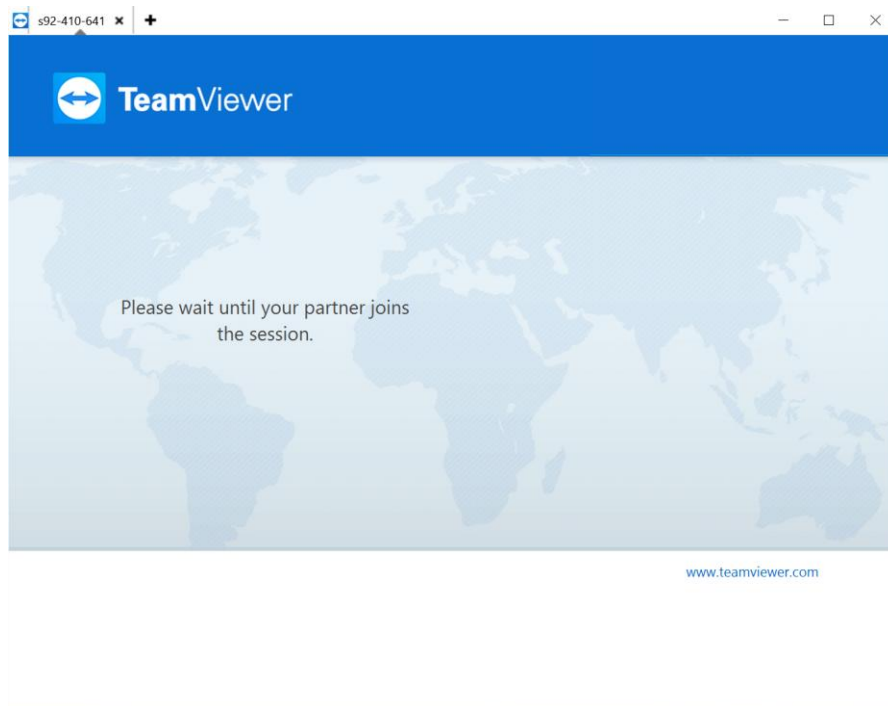 s92-410-641
TeamViewer
Please wait until your partner joins
the session.
www.teamviewer.com